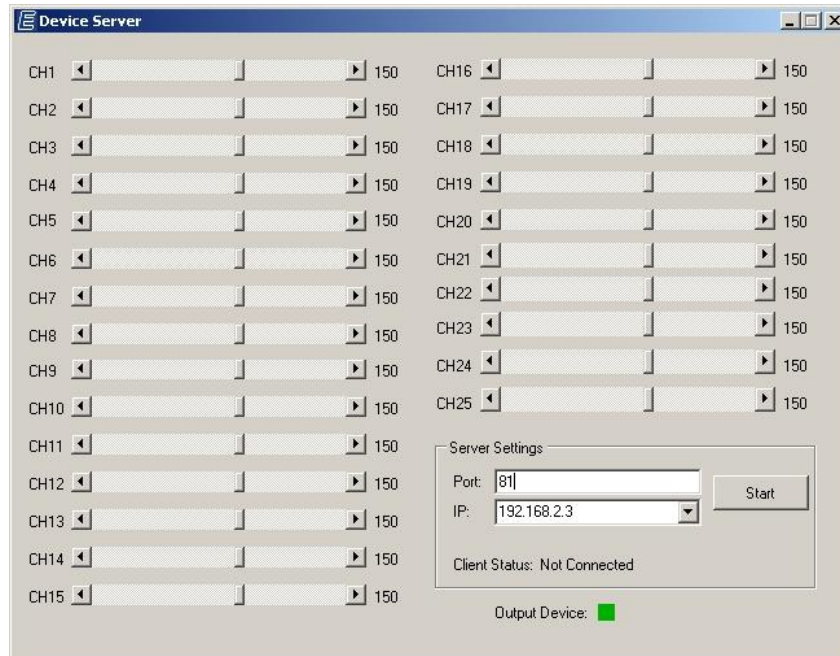 Device Server
CH1 150
CH2 150
CH3 150
CH4 150
CH5 150
CH6 150
CH7 150
CH8 150
CH9 150
CH10 150
CH11 150
CH12 150
CH13 150
CH14 150
CH15 150
CH16 150
CH17 150
CH18 150
CH19 150
CH20 150
CH21 150
CH22 150
CH23 150
CH24 150
CH25 150
Server Settings
Port: 81
IP: 192.168.2.3
Start
Client Status: Not Connected
Output Device: